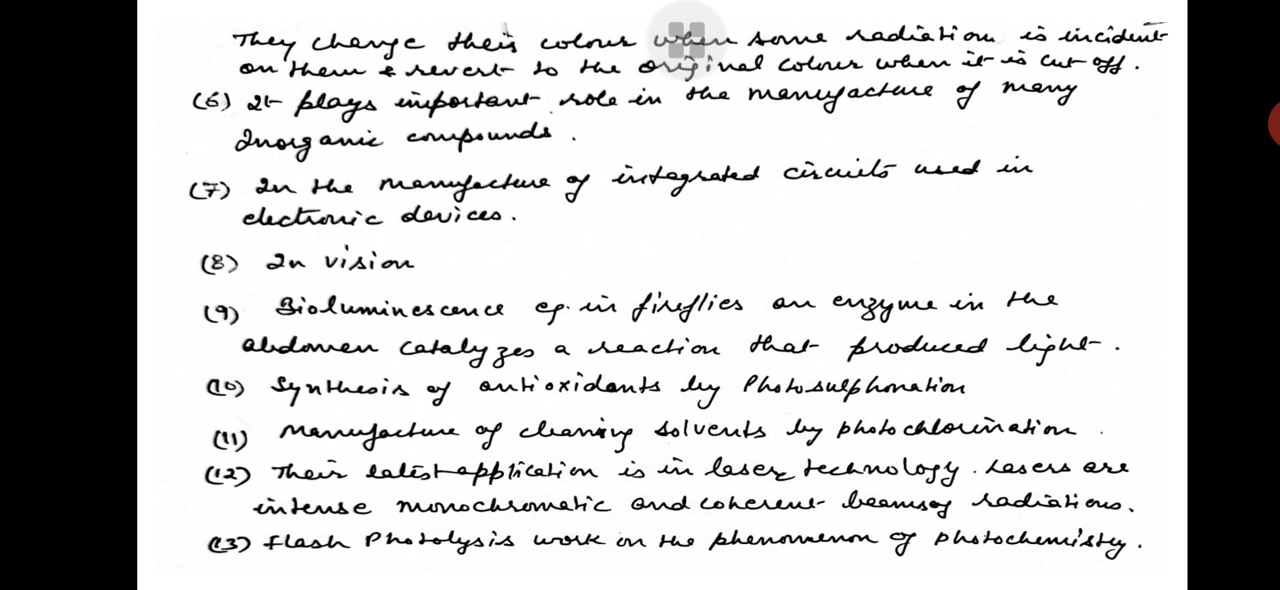 They change their colour when some radiation is incident
on them & revert to the original colour when it is cut off.
(6) It plays important role in the manufacture of many
Inorganic compounds.
(7) In the manufacture of integrated circuits used in
electronic devices.
(8) In vision
(9) Bioluminescence eg. in fireflies an enzyme in the
abdomen catalyzes a reaction that produced light.
(10) Synthesis of antioxidants by Photosulphonation
(11) Manufacture of cleaning solvents by photochlorination.
(12) Their latest application is in laser technology. Lasers are
intense monochromatic and coherent beams of radiations.
(13) Flash Photolysis work on the phenomenon of photochemistry.